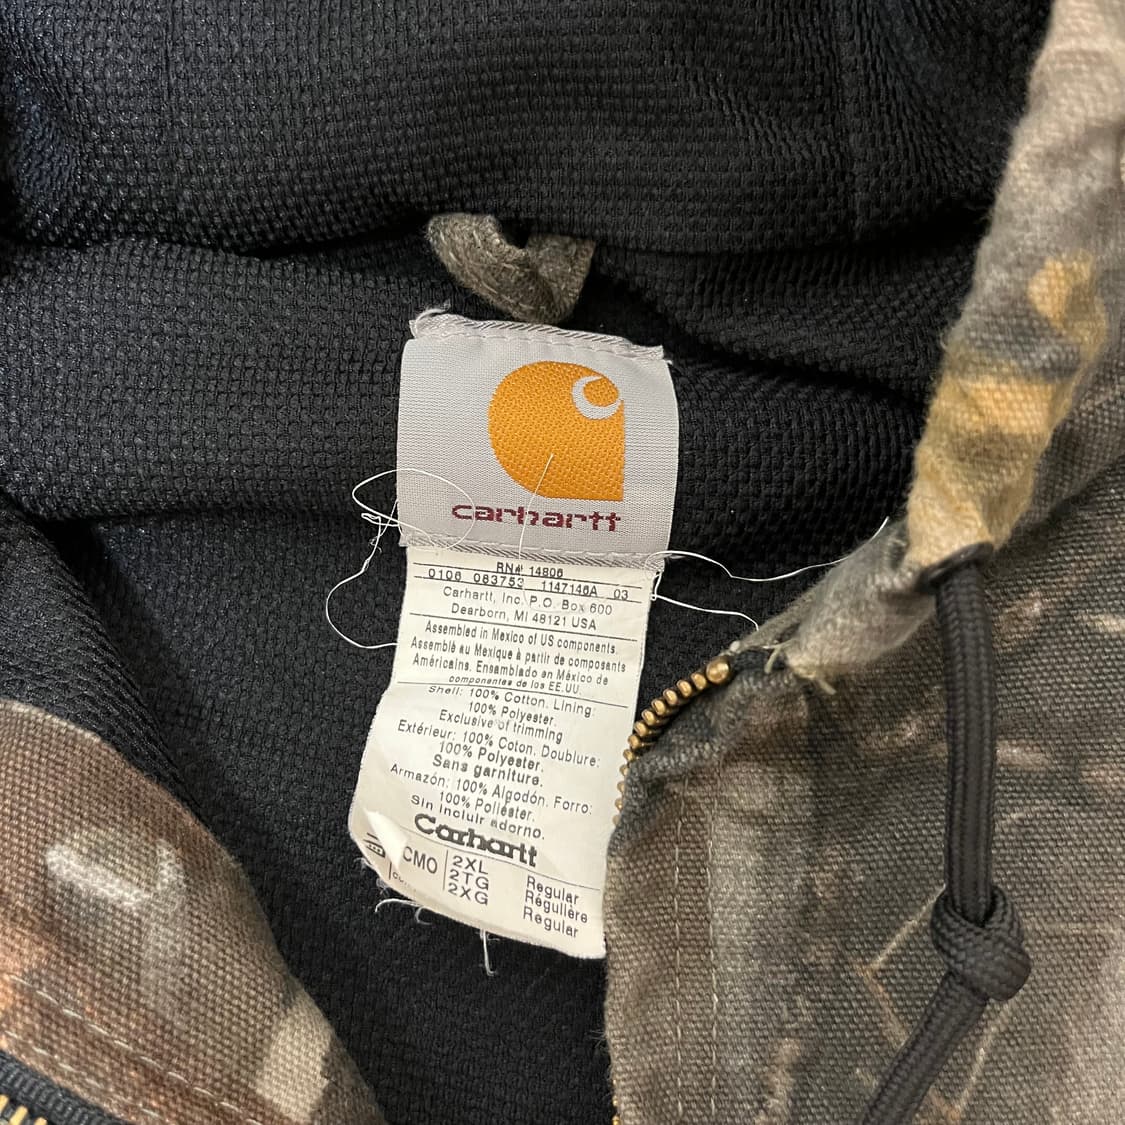 carhartt
RN# 14806
0106 063753 1147146A 03
Carhartt, Inc. P.O. Box 600
Dearborn, MI 48121 USA
Assembled in Mexico of US components.
Assemblé au Mexique à partir de composants
Américains. Ensamblado en México de
componentes de los EE.UU.
Shell: 100% Cotton. Lining:
100% Polyester.
Exclusive of trimming
Extérieur: 100% Coton. Doublure:
100% Polyester.
Sans garniture.
Armazón: 100% Algodón. Forro:
100% Poliéster.
Sin incluir adorno.
Carhartt
CMO 2XL Regular
2TG Régulière
2XG Regular